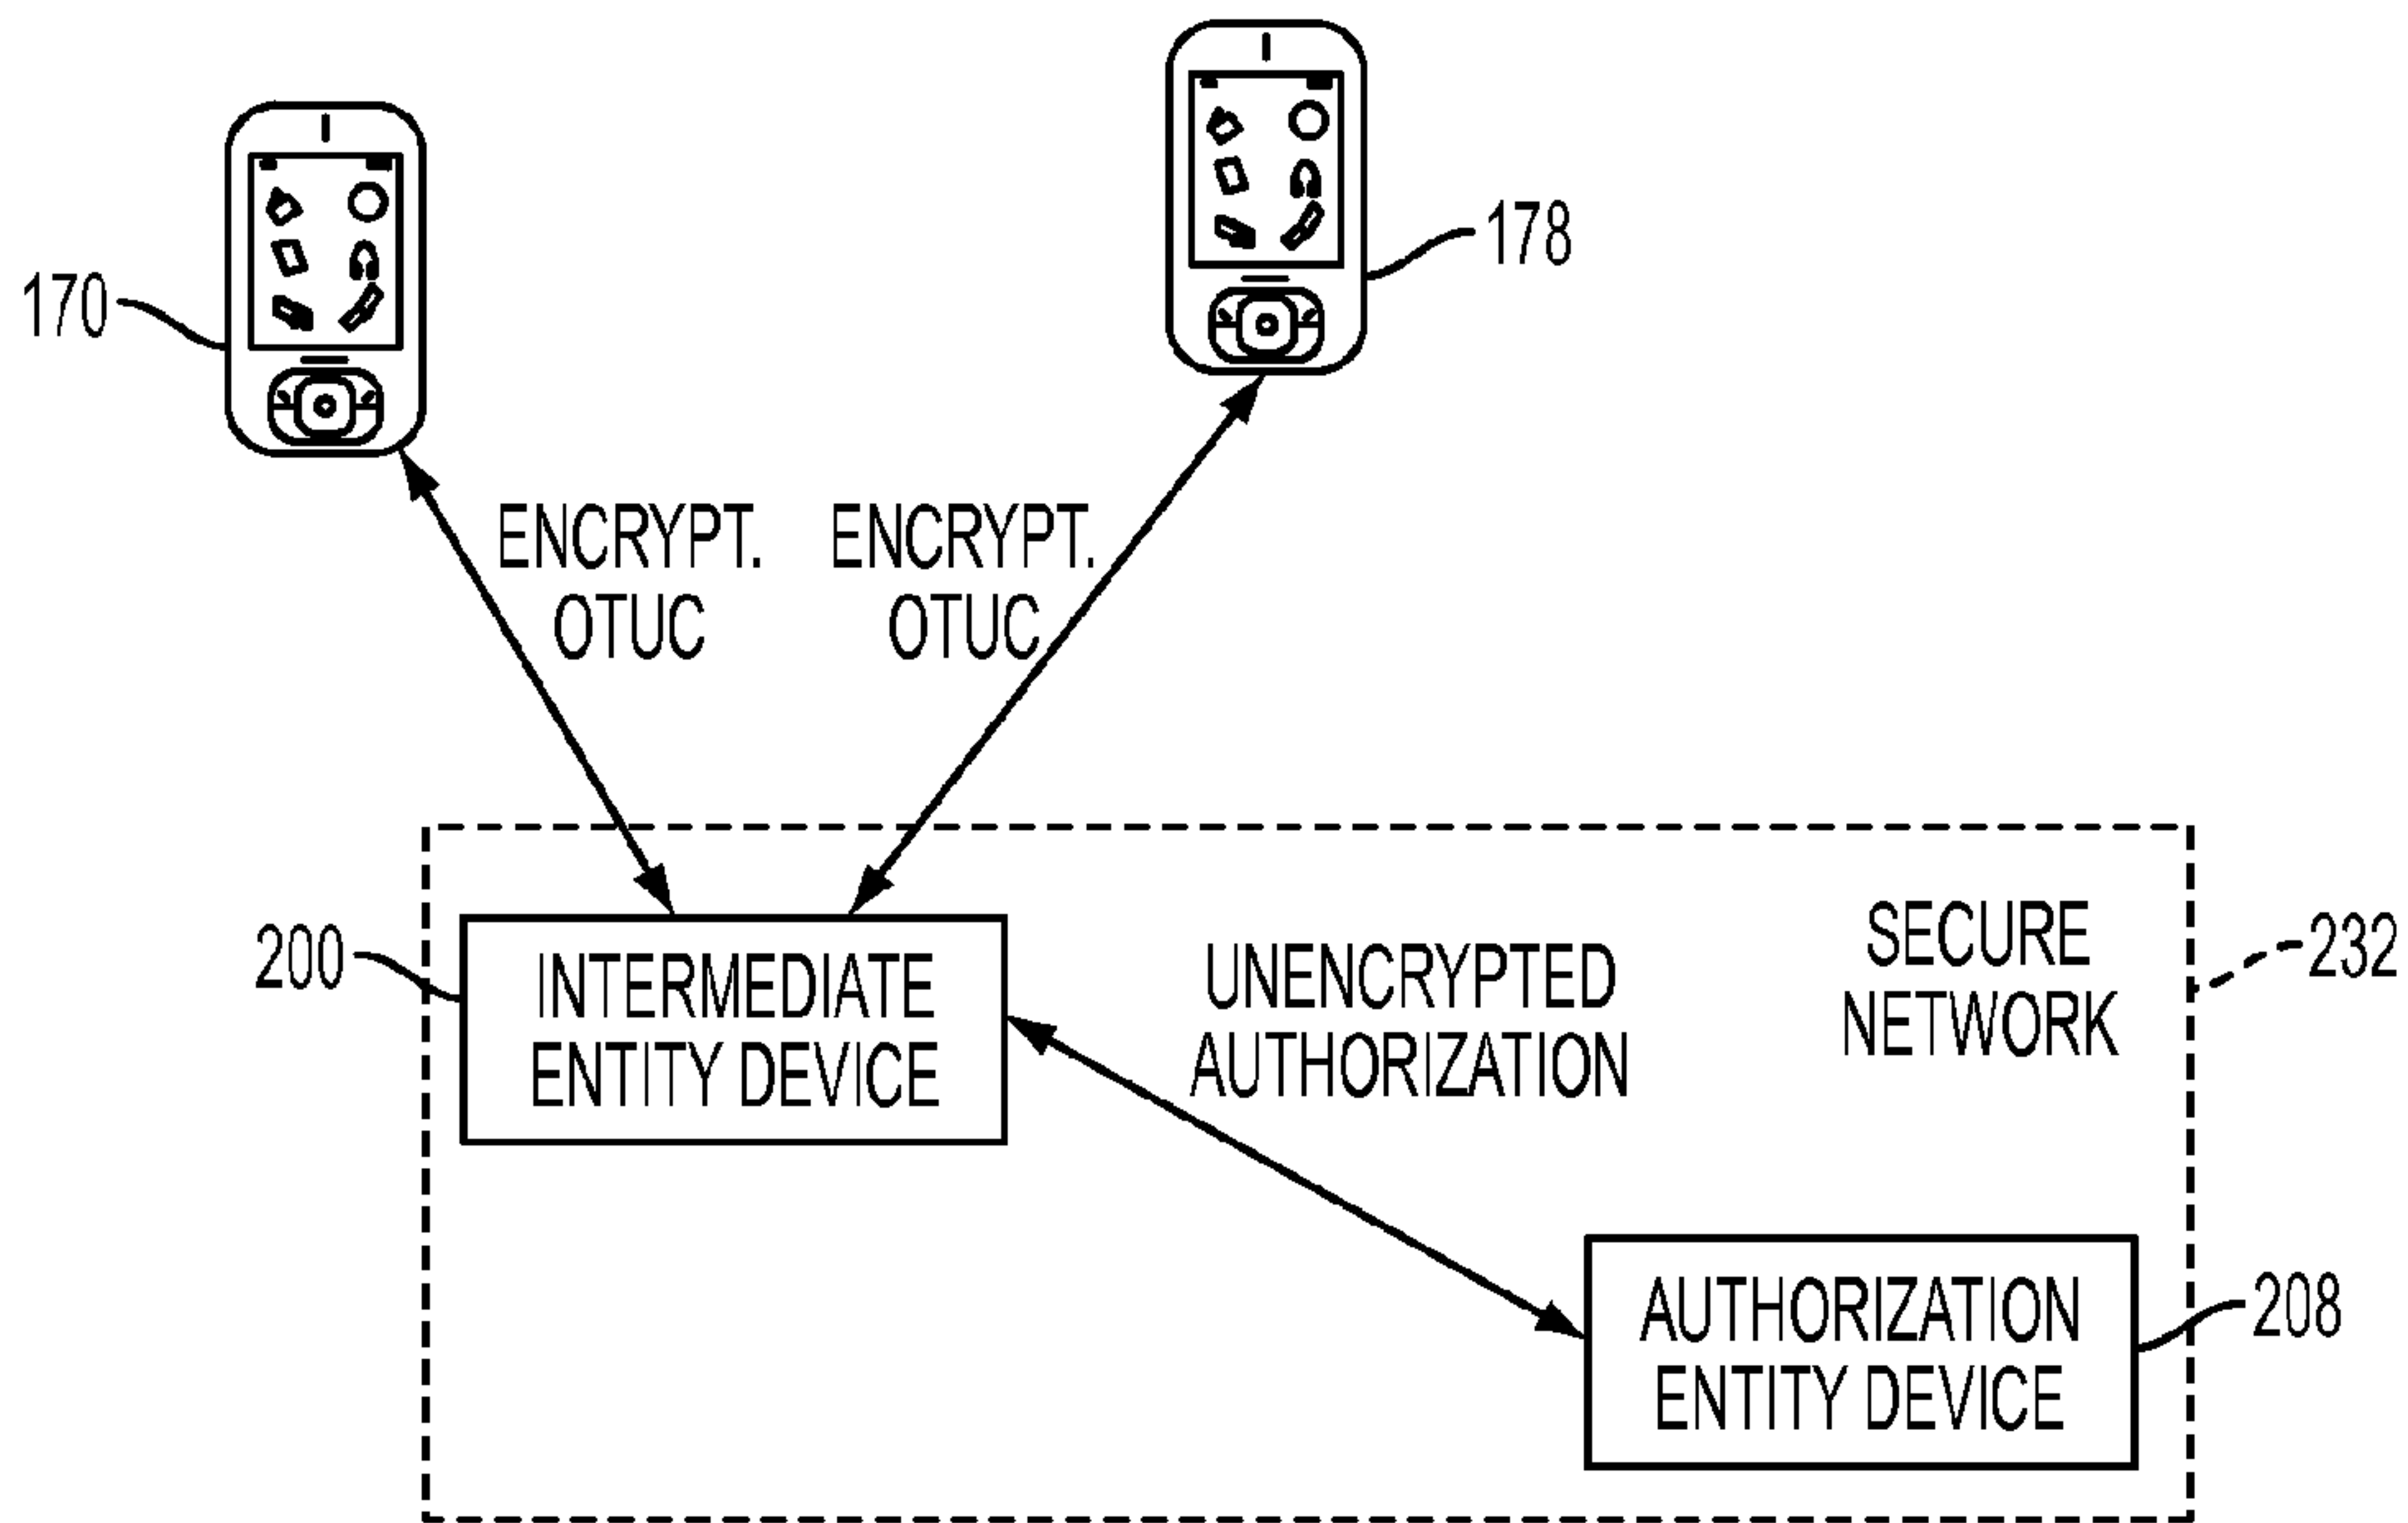 178
170
ENCRYPT.
OTUC
ENCRYPT.
OTUC
200
INTERMEDIATE
ENTITY DEVICE
UNENCRYPTED
AUTHORIZATION
SECURE
NETWORK
232
AUTHORIZATION
ENTITY DEVICE
208